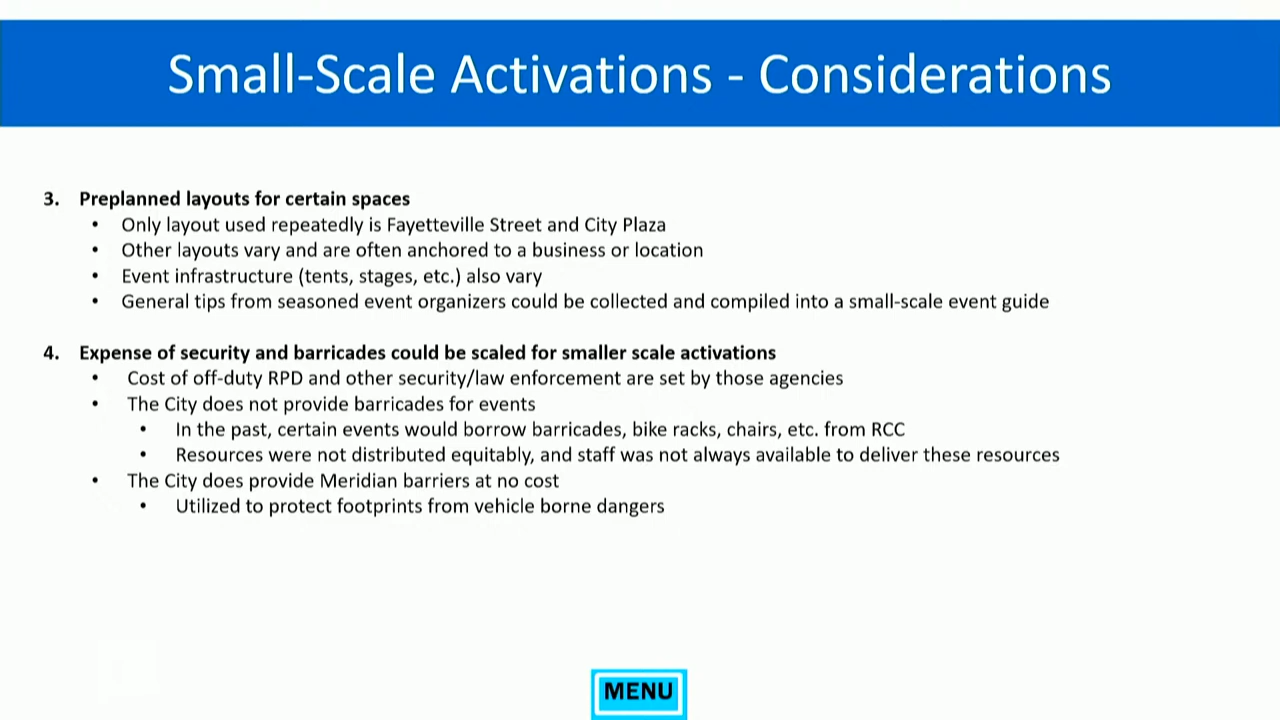 Small-Scale Activations - Considerations
3. Preplanned layouts for certain spaces
• Only layout used repeatedly is Fayetteville Street and City Plaza
• Other layouts vary and are often anchored to a business or location
• Event infrastructure (tents, stages, etc.) also vary
• General tips from seasoned event organizers could be collected and compiled into a small-scale event guide
4. Expense of security and barricades could be scaled for smaller scale activations
• Cost of off-duty RPD and other security/law enforcement are set by those agencies
• The City does not provide barricades for events
• In the past, certain events would borrow barricades, bike racks, chairs, etc. from RCC
• Resources were not distributed equitably, and staff was not always available to deliver these resources
• The City does provide Meridian barriers at no cost
• Utilized to protect footprints from vehicle borne dangers
MENU